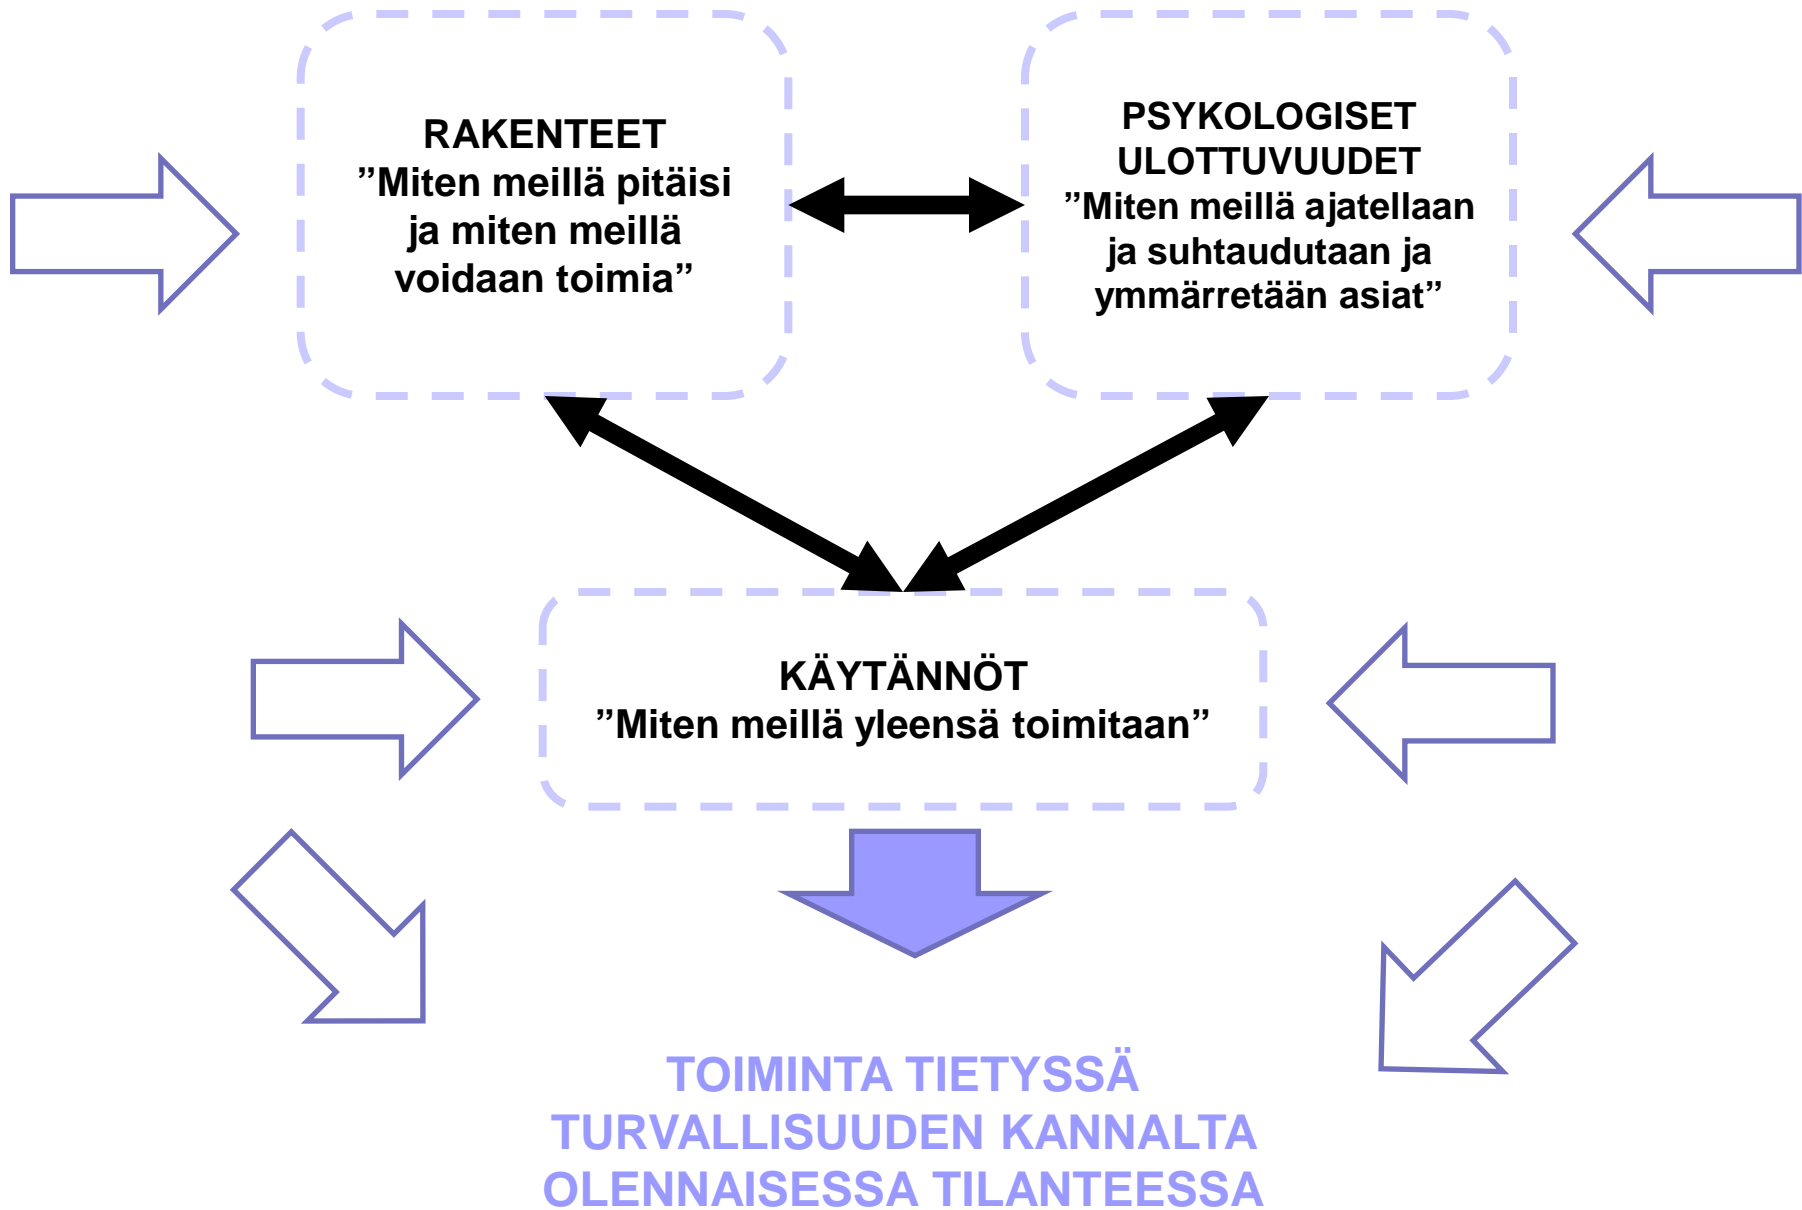 RAKENTEET
”Miten meillä pitäisi
ja miten meillä
voidaan toimia”
PSYKOLOGISET
ULOTTUVUUDET
”Miten meillä ajatellaan
ja suhtaudutaan ja
ymmärretään asiat”
KÄYTÄNNÖT
”Miten meillä yleensä toimitaan”
TOIMINTA TIETYSSÄ
TURVALLISUUDEN KANNALTA
OLENNAISESSA TILANTEESSA